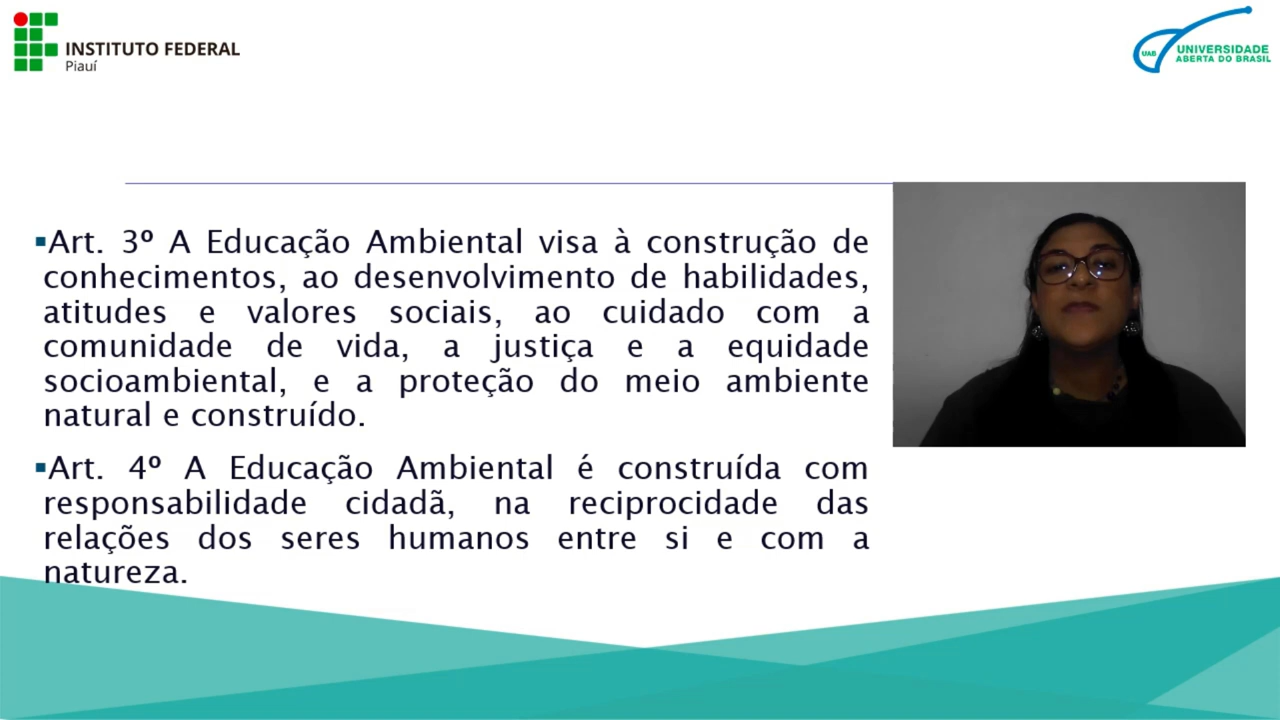 INSTITUTO FEDERAL
Piauí
UAB
UNIVERSIDADE
ABERTA DO BRASIL
▪Art. 3º A Educação Ambiental visa à construção de
conhecimentos, ao desenvolvimento de habilidades,
atitudes e valores sociais, ao cuidado com a
comunidade de vida, a justiça e a equidade
socioambiental, e a proteção do meio ambiente
natural e construído.
▪Art. 4º A Educação Ambiental é construída com
responsabilidade cidadã, na reciprocidade das
relações dos seres humanos entre si e com a
natureza.